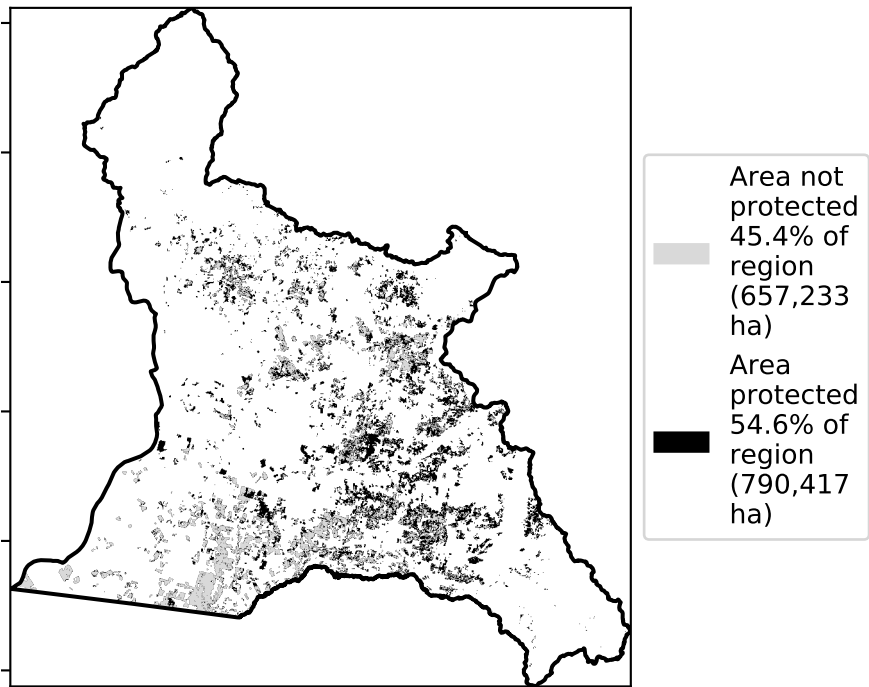 Area not
protected
45.4% of
region
(657,233
ha)
Area
protected
54.6% of
region
(790,417
ha)